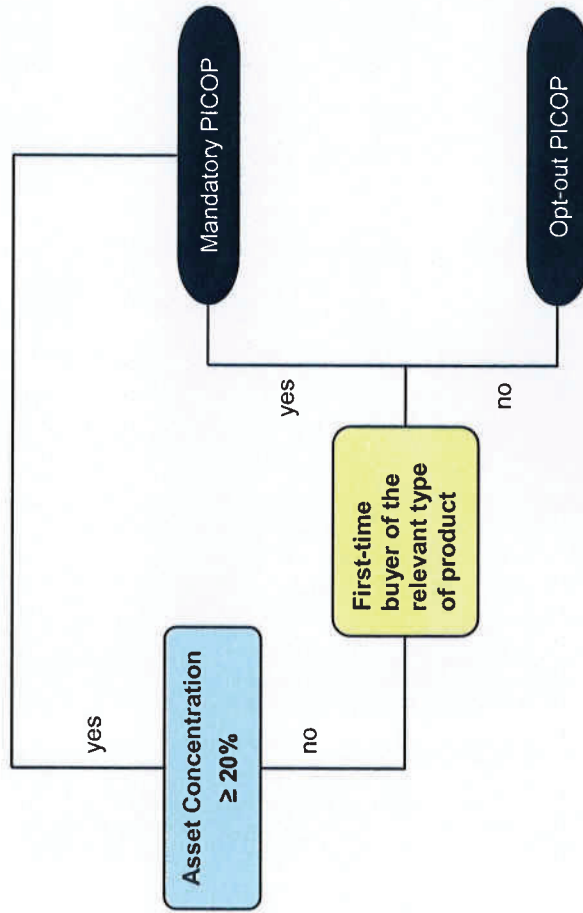 yes
Asset Concentration
≥ 20%
Mandatory PICOP
no
yes
First-time
buyer of the
relevant type
of product
no
Opt-out PICOP